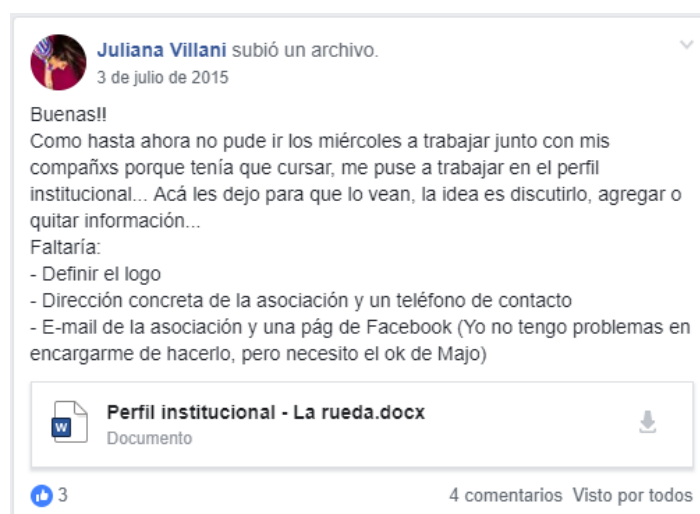 Juliana Villani subió un archivo.
3 de julio de 2015
Buenas!!
Como hasta ahora no pude ir los miércoles a trabajar junto con mis
compañxs porque tenía que cursar, me puse a trabajar en el perfil
institucional... Acá les dejo para que lo vean, la idea es discutirlo, agregar o
quitar información...
Faltaría:
- Definir el logo
- Dirección concreta de la asociación y un teléfono de contacto
- E-mail de la asociación y una pág de Facebook (Yo no tengo problemas en
encargarme de hacerlo, pero necesito el ok de Majo)
W
Perfil institucional - La rueda.docx
Documento
3
4 comentarios Visto por todos